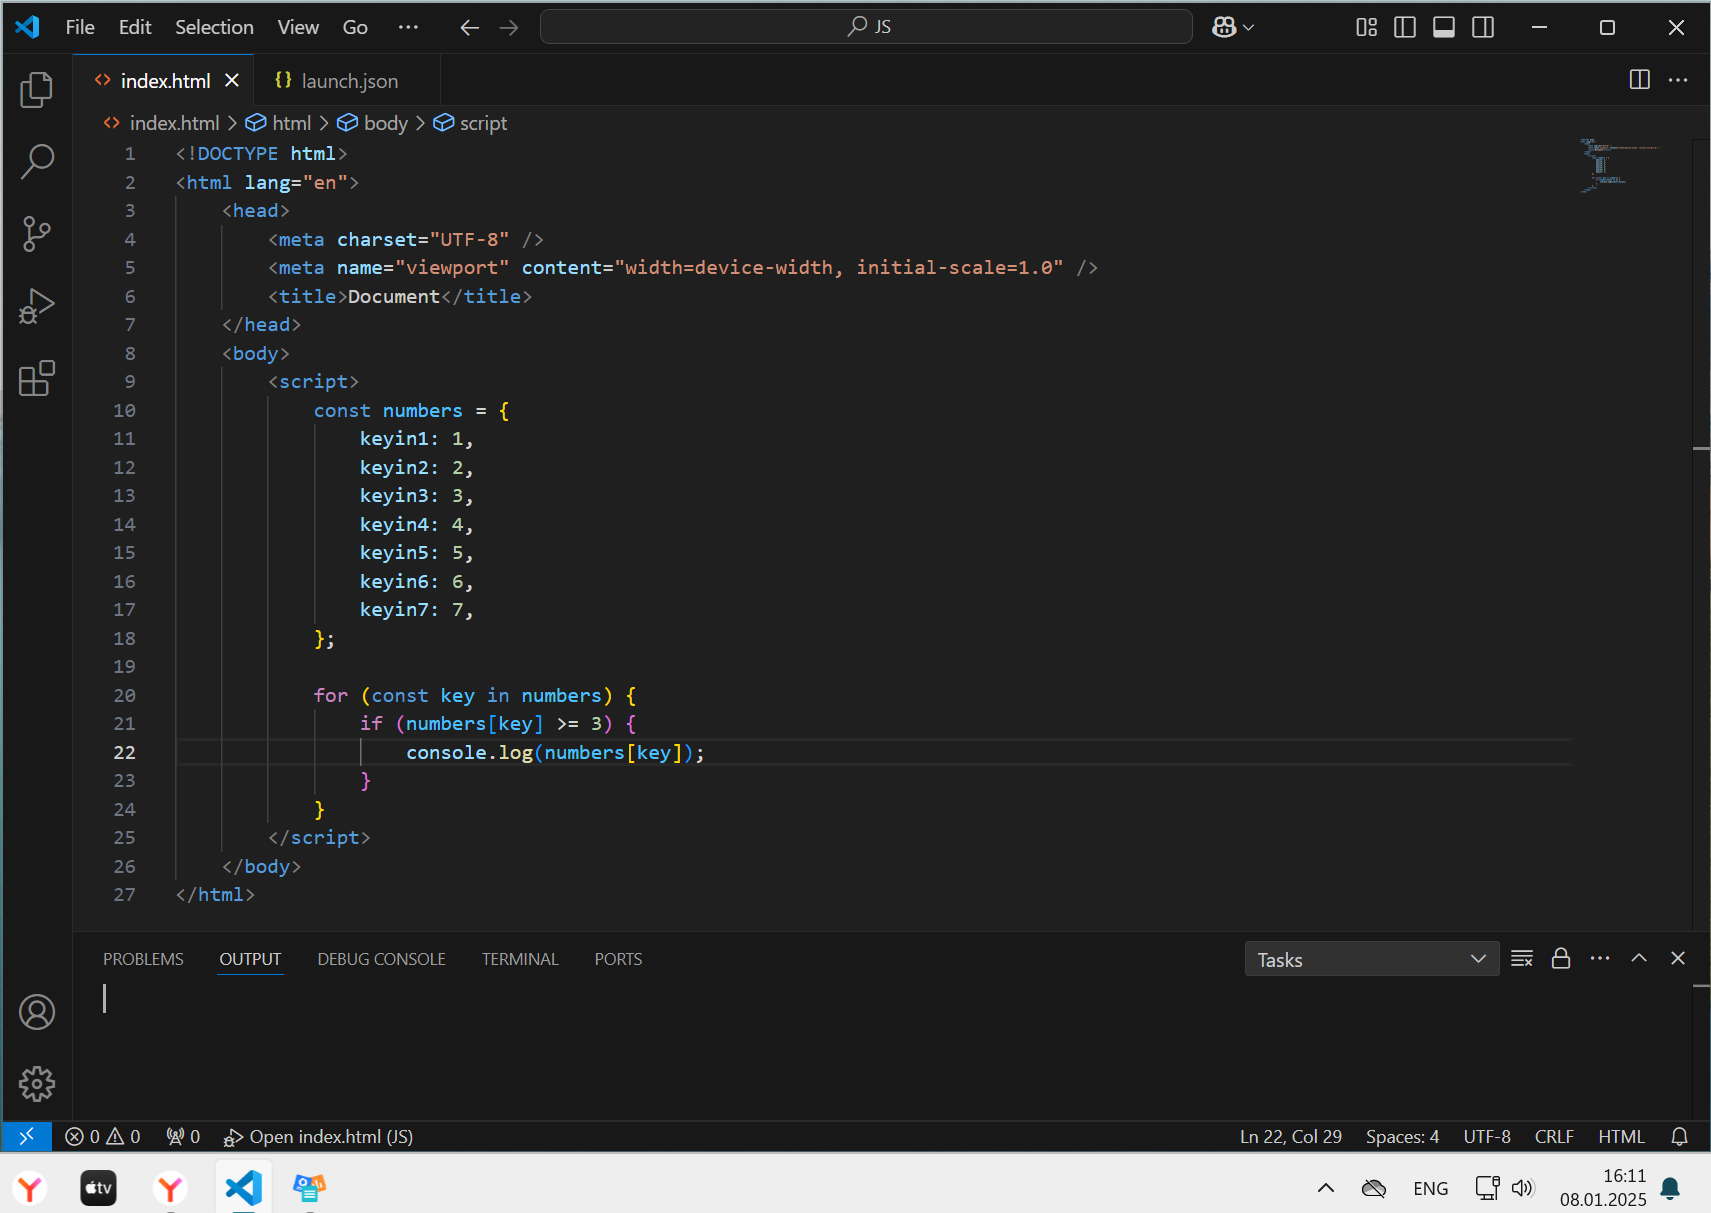 File Edit Selection View Go ··· JS
index.html launch.json
index.html > html > body > script
1 <!DOCTYPE html>
2 <html lang="en">
3 <head>
4 <meta charset="UTF-8" />
5 <meta name="viewport" content="width=device-width, initial-scale=1.0" />
6 <title>Document</title>
7 </head>
8 <body>
9 <script>
10 const numbers = {
11 keyin1: 1,
12 keyin2: 2,
13 keyin3: 3,
14 keyin4: 4,
15 keyin5: 5,
16 keyin6: 6,
17 keyin7: 7,
18 };
19
20 for (const key in numbers) {
21 if (numbers[key] >= 3) {
22 console.log(numbers[key]);
23 }
24 }
25 </script>
26 </body>
27 </html>
PROBLEMS OUTPUT DEBUG CONSOLE TERMINAL PORTS Tasks
0 0 0 Open index.html (JS) Ln 22, Col 29 Spaces: 4 UTF-8 CRLF HTML
tv ENG 16:11
08.01.2025